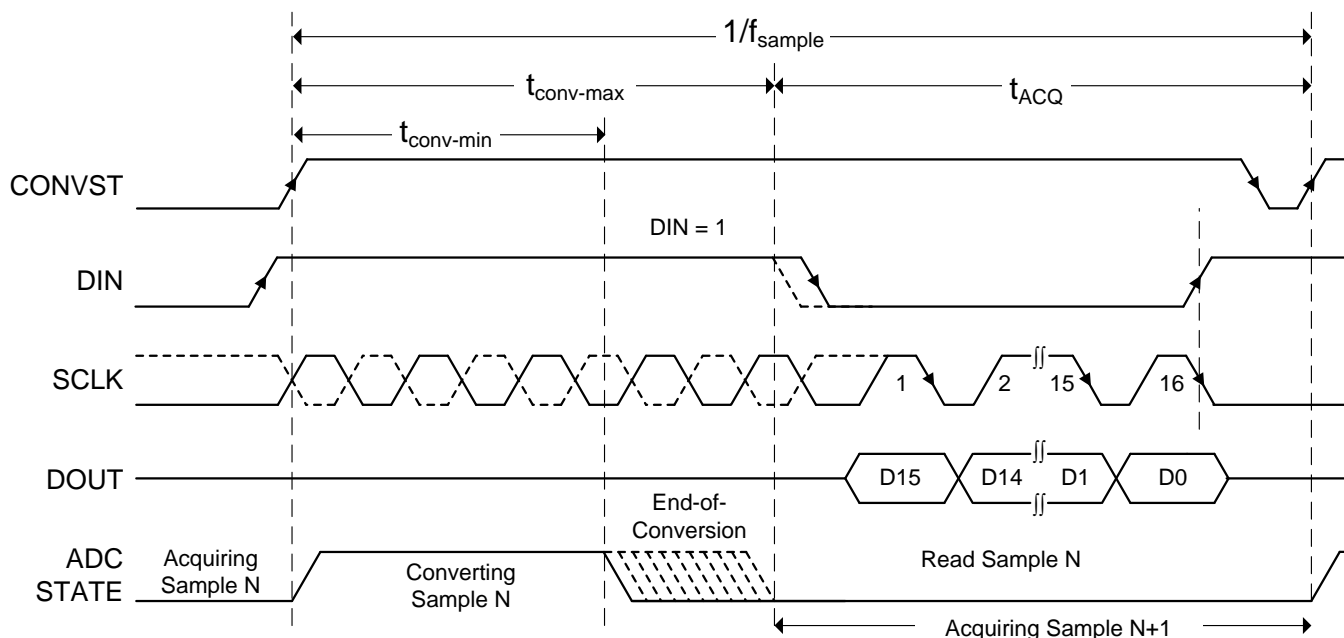 1/fsample
tconv-max
tACQ
tconv-min
CONVST
DIN = 1
DIN
SCLK
1
2
15
16
DOUT
D15
D14
D1
D0
End-of-
Conversion
ADC
STATE
Acquiring
Sample N
Converting
Sample N
Read Sample N
Acquiring Sample N+1